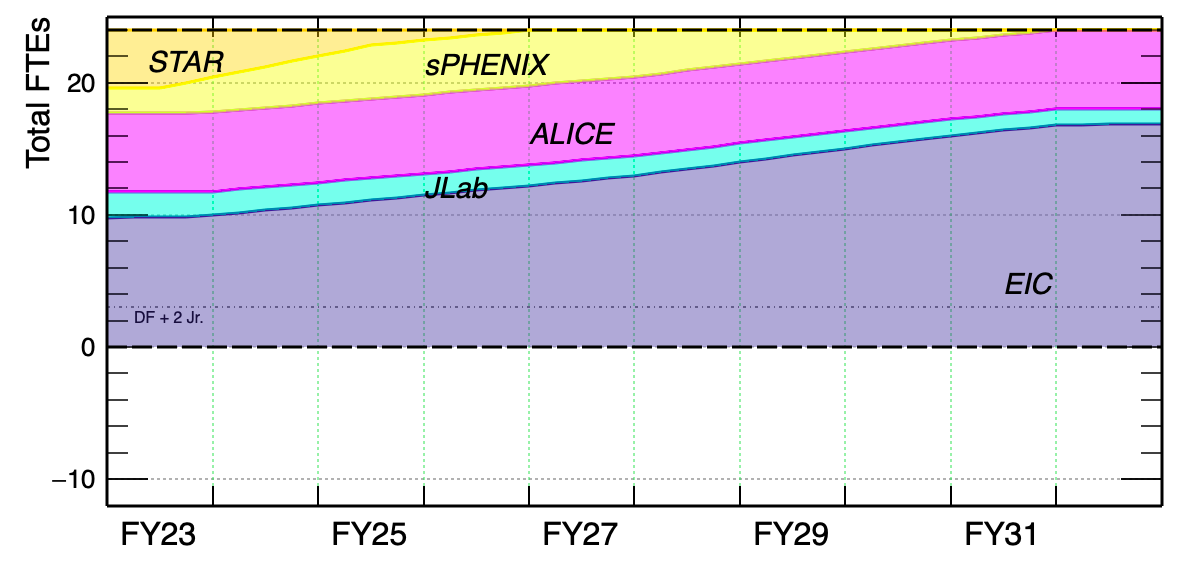 Total FTEs
STAR
sPHENIX
20
ALICE
JLab
10
EIC
DF + 2 Jr.
0
−10
FY23 FY25 FY27 FY29 FY31